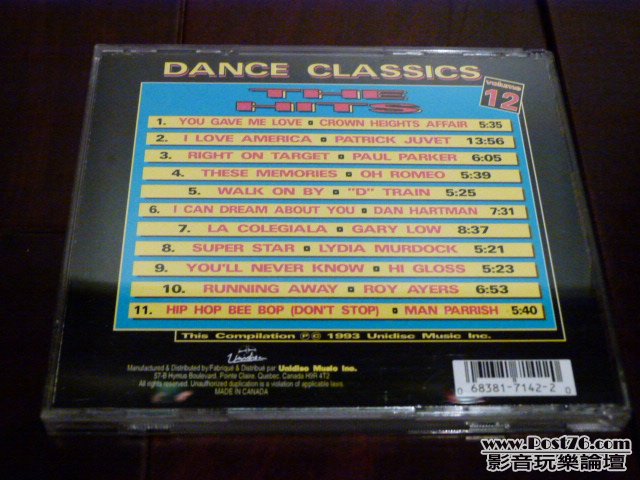 DANCE CLASSICS
volume 12
THE HITS
1. YOU GAVE ME LOVE ▪ CROWN HEIGHTS AFFAIR 5:35
2. I LOVE AMERICA ▪ PATRICK JUVET 13:56
3. RIGHT ON TARGET ▪ PAUL PARKER 6:05
4. THESE MEMORIES ▪ OH ROMEO 5:39
5. WALK ON BY ▪ "D" TRAIN 5:25
6. I CAN DREAM ABOUT YOU ▪ DAN HARTMAN 7:31
7. LA COLEGIALA ▪ GARY LOW 8:37
8. SUPER STAR ▪ LYDIA MURDOCK 5:21
9. YOU'LL NEVER KNOW ▪ HI GLOSS 5:23
10. RUNNING AWAY ▪ ROY AYERS 6:53
11. HIP HOP BEE BOP (DON'T STOP) ▪ MAN PARRISH 5:40
This Compilation ℗ © 1993 Unidisc Music Inc.
Unidisc
Manufactured & Distributed by/Fabriqué & Distribué par Unidisc Music Inc.
57-B Hymus Boulevard, Pointe Claire, Quebec, Canada H9R 4T2
All rights reserved. Unauthorized duplication is a violation of applicable laws.
MADE IN CANADA
0 68381-7142-2 0
www.Post76.com
影音玩樂論壇